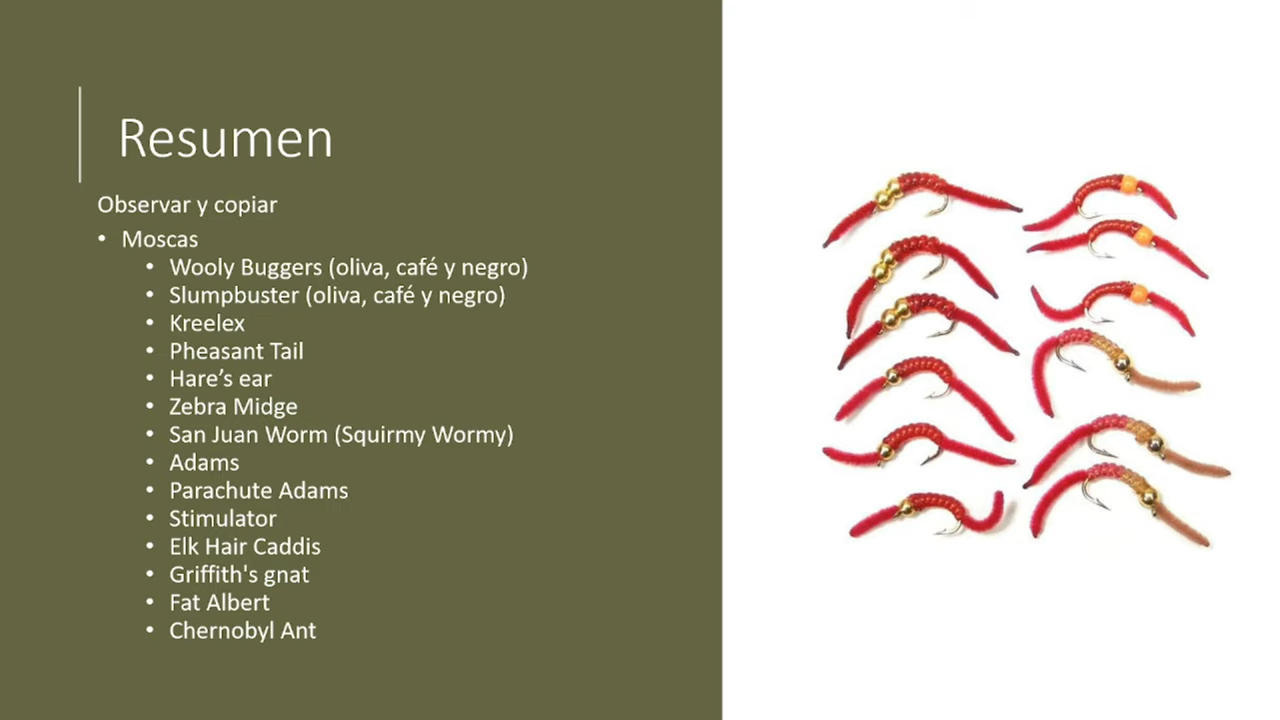 Resumen
Observar y copiar
• Moscas
• Wooly Buggers (oliva, café y negro)
• Slumpbuster (oliva, café y negro)
• Kreelex
• Pheasant Tail
• Hare’s ear
• Zebra Midge
• San Juan Worm (Squirmy Wormy)
• Adams
• Parachute Adams
• Stimulator
• Elk Hair Caddis
• Griffith's gnat
• Fat Albert
• Chernobyl Ant